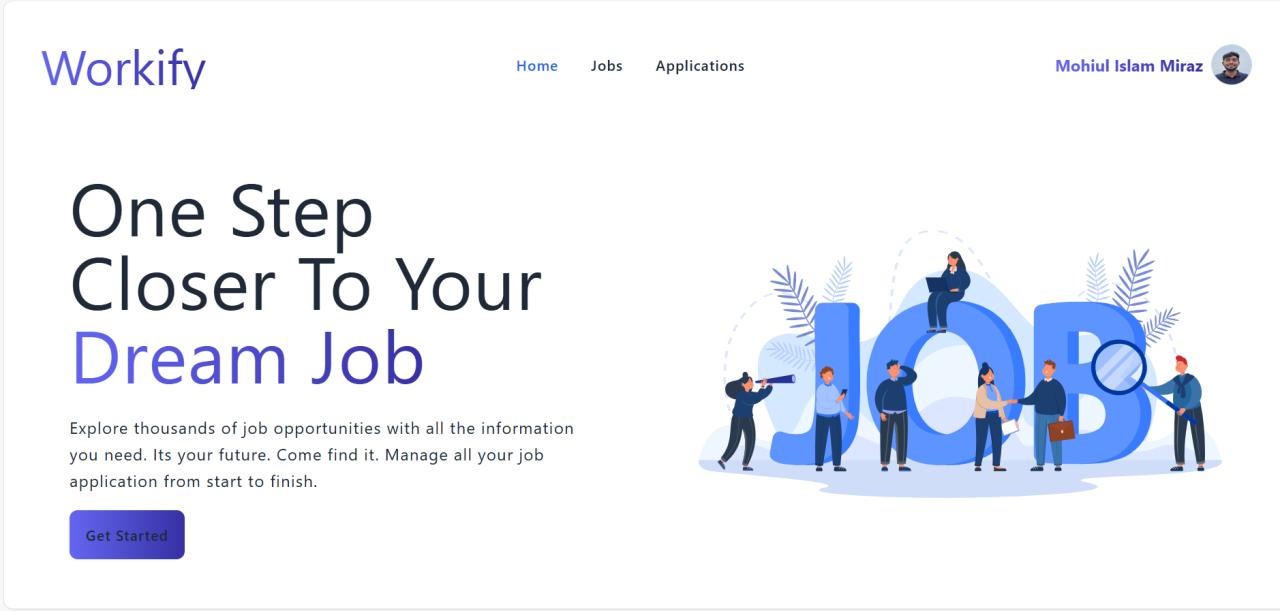 Workify
Home
Jobs
Applications
Mohiul Islam Miraz
One Step
Closer To Your
Dream Job
JOB
Explore thousands of job opportunities with all the information
you need. Its your future. Come find it. Manage all your job
application from start to finish.
Get Started